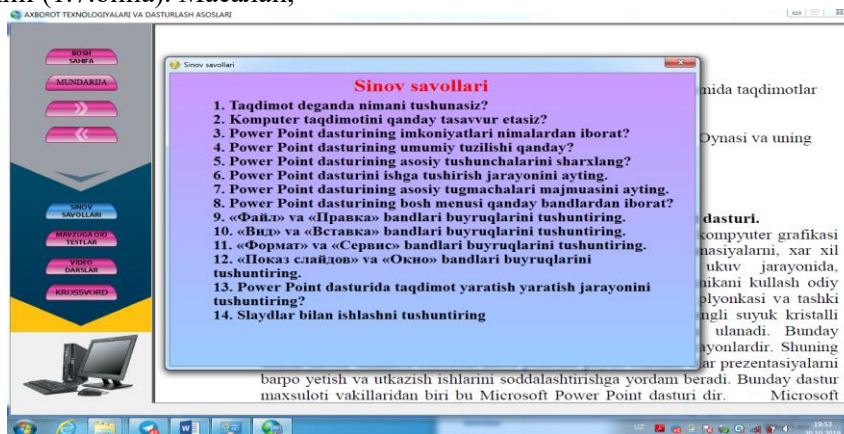 AXBOROT TEXNOLOGIYALARI VA DASTURLASH ASOSLARI
BOSH
SAHIFA
MUNDARIJA
SINOV
SAVOLLARI
MAVZUGA OID
TESTLAR
VIDEO
DARSLAR
KROSSVORD
Sinov savollari
Sinov savollari
1. Taqdimot deganda nimani tushunasiz?
2. Komputer taqdimotini qanday tasavvur etasiz?
3. Power Point dasturining imkoniyatlari nimalardan iborat?
4. Power Point dasturining umumiy tuzilishi qanday?
5. Power Point dasturining asosiy tushunchalarini sharxlang?
6. Power Point dasturini ishga tushirish jarayonini ayting.
7. Power Point dasturining asosiy tugmachalari majmuasini ayting.
8. Power Point dasturining bosh menusi qanday bandlardan iborat?
9. «Файл» va «Правка» bandlari buyruqlarini tushuntiring.
10. «Вид» va «Вставка» bandlari buyruqlarini tushuntiring.
11. «Формат» va «Сервис» bandlari buyruqlarini tushuntiring.
12. «Показ слайдов» va «Окно» bandlari buyruqlarini
tushuntiring.
13. Power Point dasturida taqdimot yaratish yaratish jarayonini
tushuntiring?
14. Slaydlar bilan ishlashni tushuntiring
taqdimotlar
Oynasi va uning
dasturi.
kompyuter grafikasi
xar xil
ukuv jarayonida,
kullash odiy
va tashki
suyuk kristalli
ulanadi. Bunday
Shuning
prezentasiyalarni
barpo yetish va utkazish ishlarini soddalashtirishga yordam beradi. Bunday dastur
maxsuloti vakillaridan biri bu Microsoft Power Point dasturi dir. Microsoft
UZ
19:53